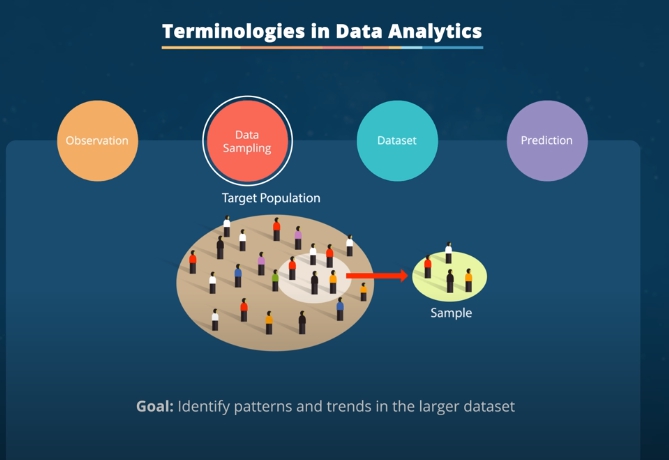 Terminologies in Data Analytics
Observation
Data
Sampling
Dataset
Prediction
Target Population
Sample
Goal: Identify patterns and trends in the larger dataset